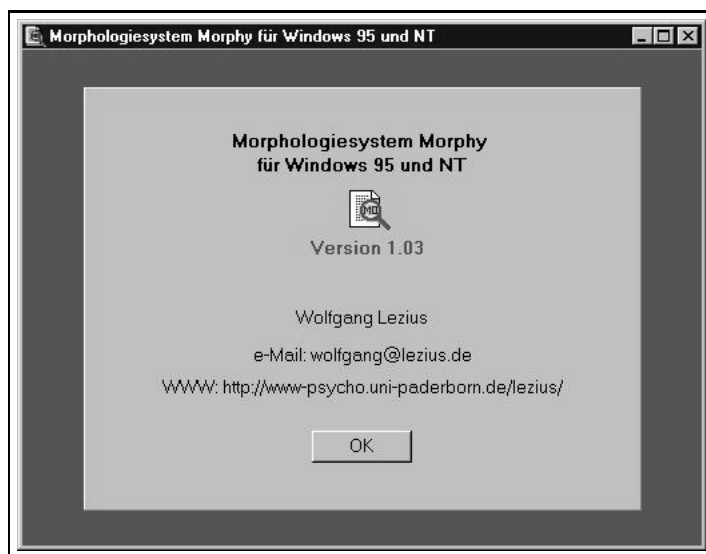 Morphologiesystem Morphy für Windows 95 und NT
Morphologiesystem Morphy
für Windows 95 und NT
MO
Version 1.03
Wolfgang Lezius
e-Mail: wolfgang@lezius.de
WWW: http://www-psycho.uni-paderborn.de/lezius/
OK